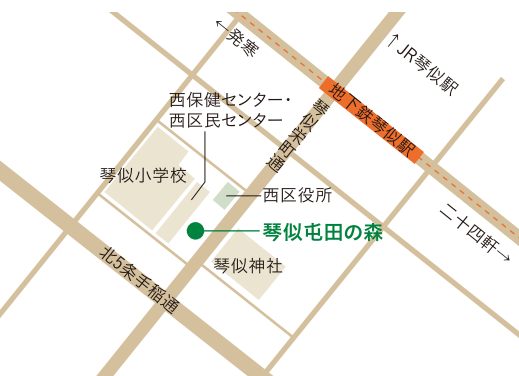 ←発寒
↑JR琴似駅
地下鉄琴似駅
西保健センター・
西区民センター
琴似栄町通
琴似小学校
西区役所
二十四軒→
琴似屯田の森
琴似神社
北5条手稲通